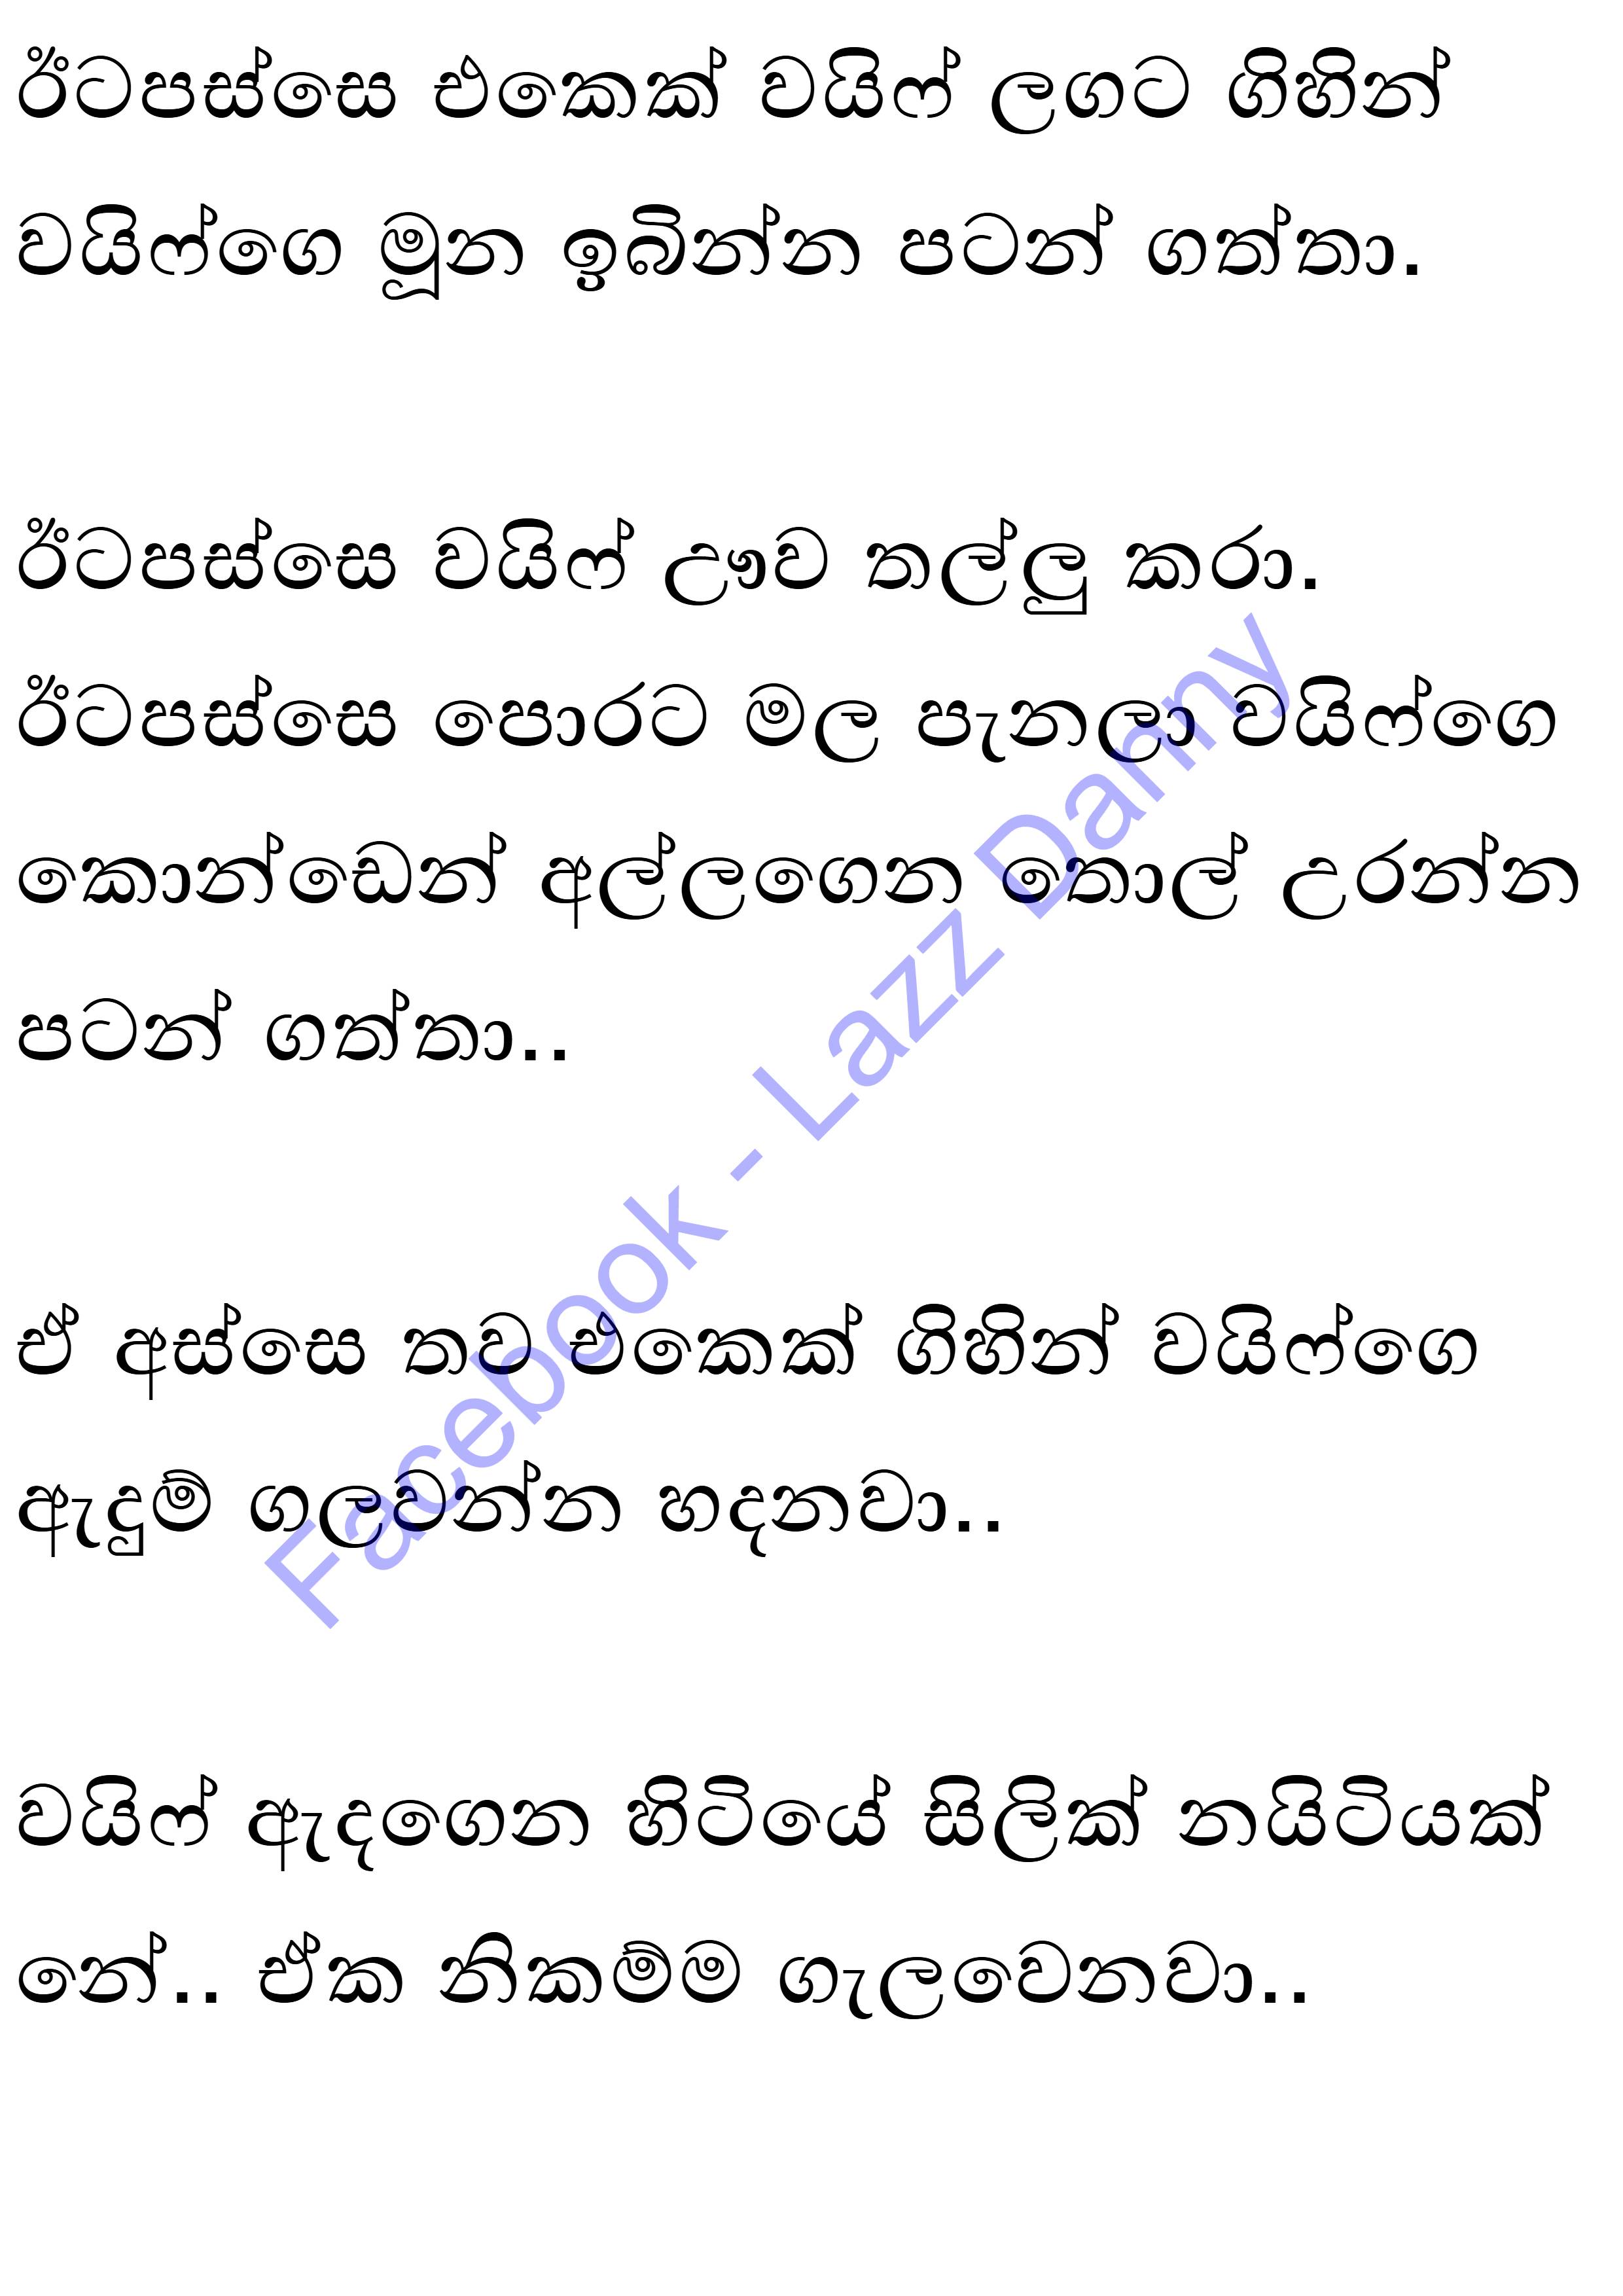 ඊටපස්සෙ එකෙක් වයිෆ් ලගට ගිහින්
වයිෆ්ගෙ මූන ඉඹින්න පටන් ගත්තා.
ඊටපස්සෙ වයිෆ් ඌව තල්ලු කරා.
ඊටපස්සෙ පොරට මල පැනලා වයිෆ්ගෙ
කොන්ඩෙන් අල්ලගෙන තොල් උරන්න
පටන් ගත්තා..
ඒ අස්සෙ තව එකෙක් ගිහින් වයිෆ්ගෙ
ඇදුම් ගලවන්න හදනවා..
වයිෆ් ඇදගෙන හිටියේ සිලික් නයිටියක්
නේ.. ඒක නිකම්ම ගැලවෙනවා..
Facebook - Lazz Danny